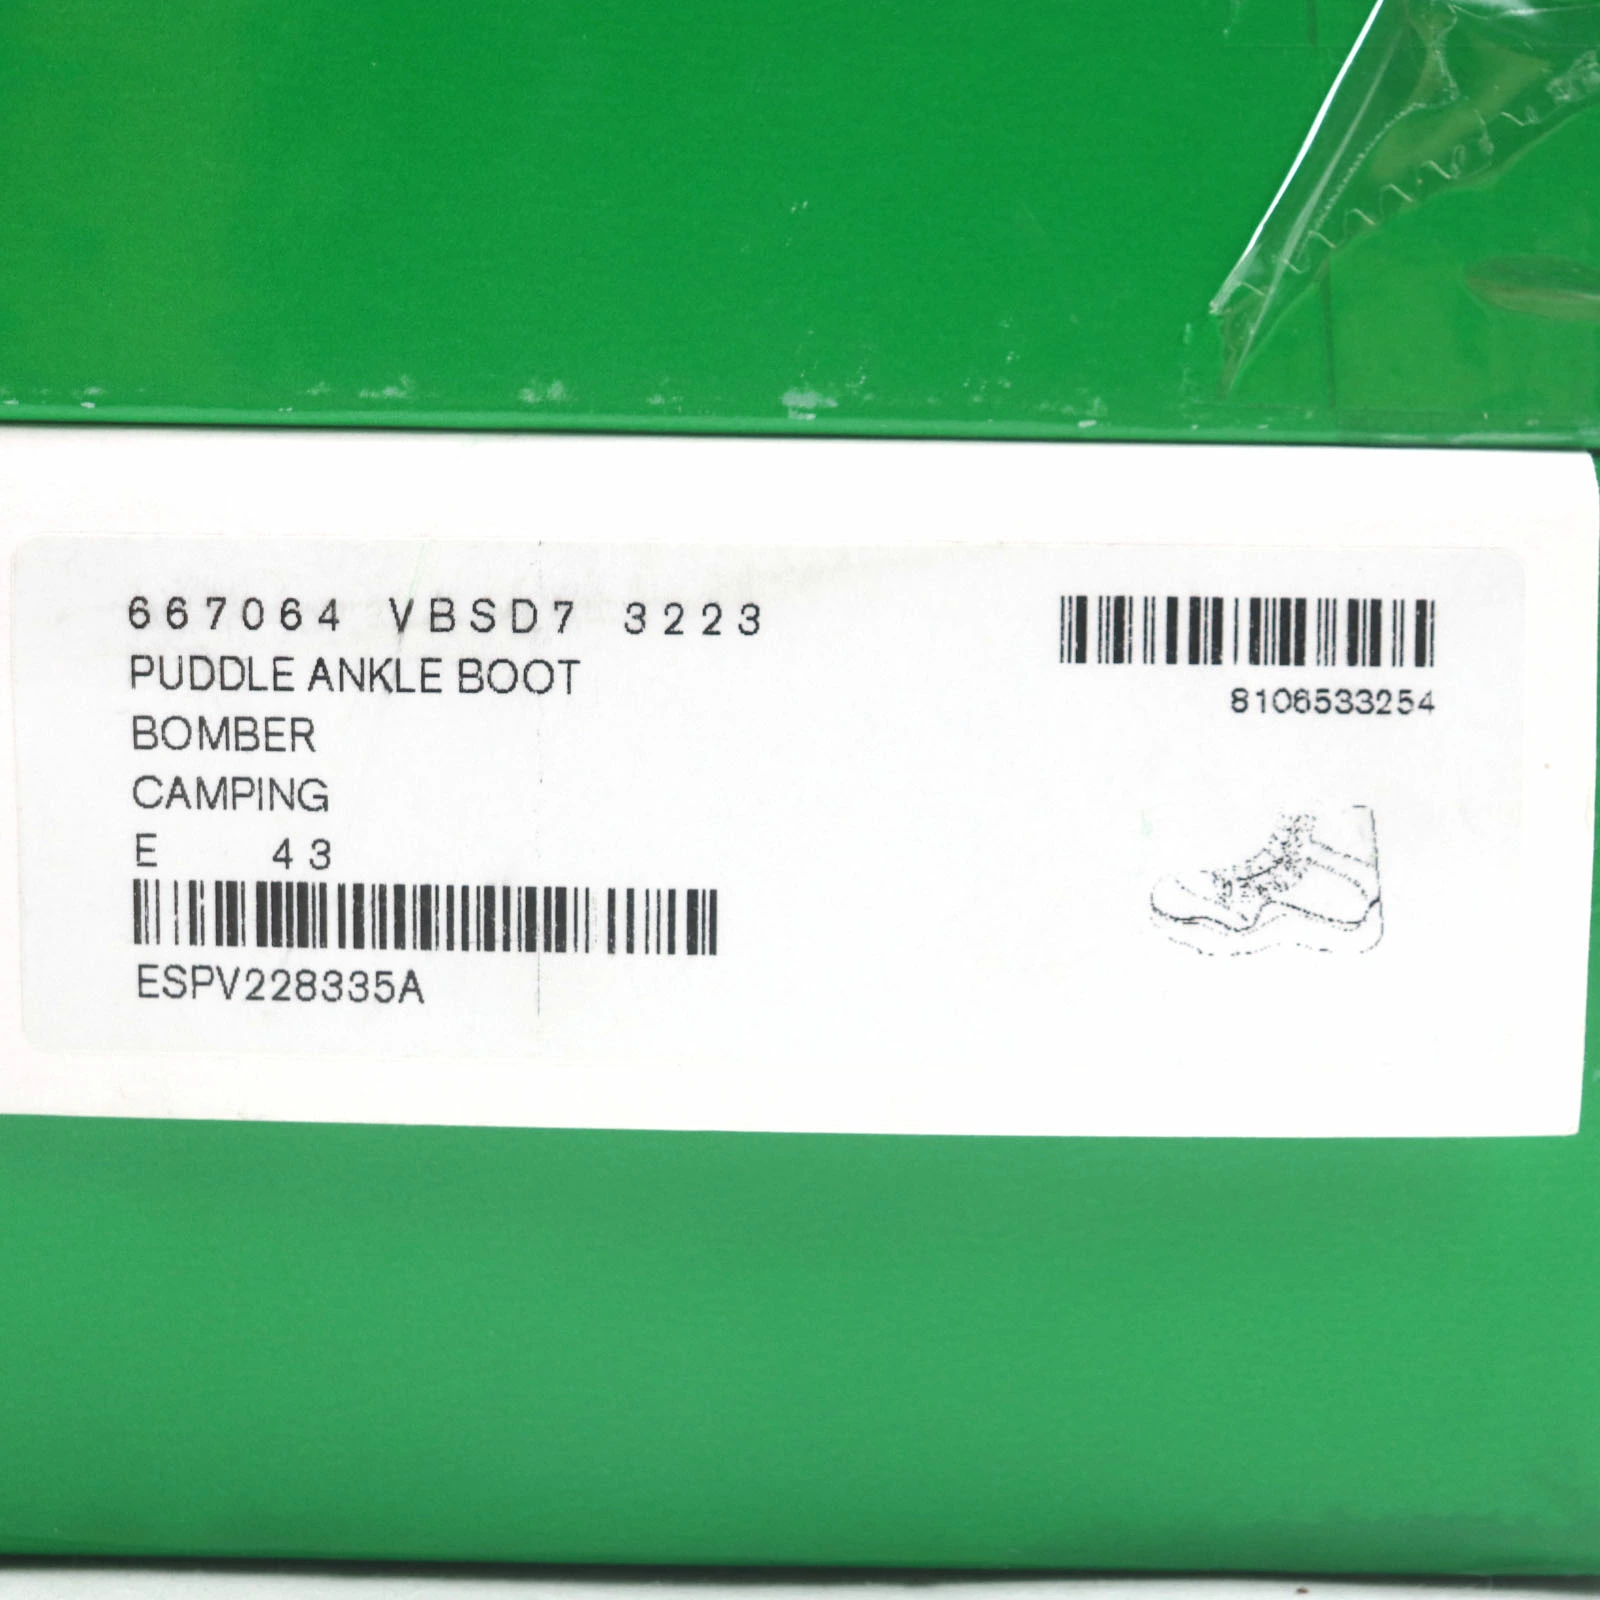 667064 VBSD7 3223
PUDDLE ANKLE BOOT
BOMBER
CAMPING
E 43
ESPV228335A
8106533254